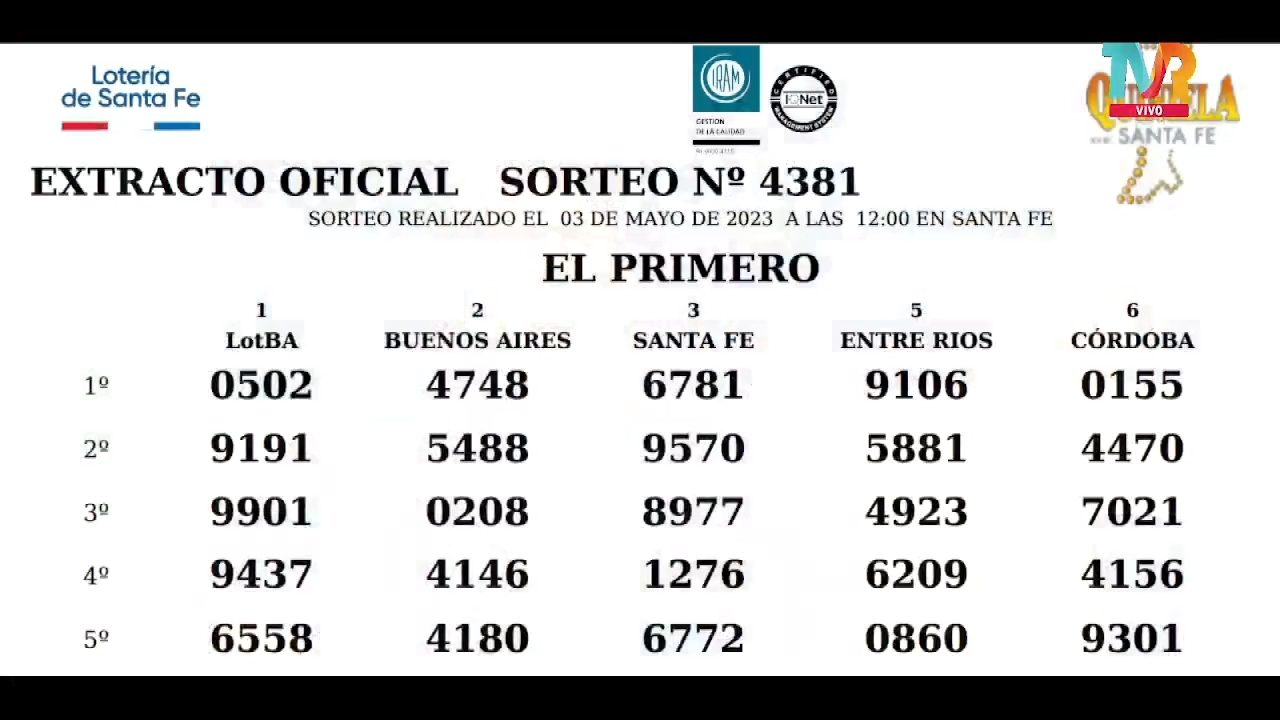 Lotería
de Santa Fe
IRAM
GESTION
DE LA CALIDAD
CERTIFIED
IQNet
MANAGEMENT SYSTEM
TVR
VIVO
SANTA FE
EXTRACTO OFICIAL SORTEO Nº 4381
SORTEO REALIZADO EL 03 DE MAYO DE 2023 A LAS 12:00 EN SANTA FE
EL PRIMERO
1 2 3 5 6
LotBA BUENOS AIRES SANTA FE ENTRE RIOS CÓRDOBA
1º 0502 4748 6781 9106 0155
2º 9191 5488 9570 5881 4470
3º 9901 0208 8977 4923 7021
4º 9437 4146 1276 6209 4156
5º 6558 4180 6772 0860 9301